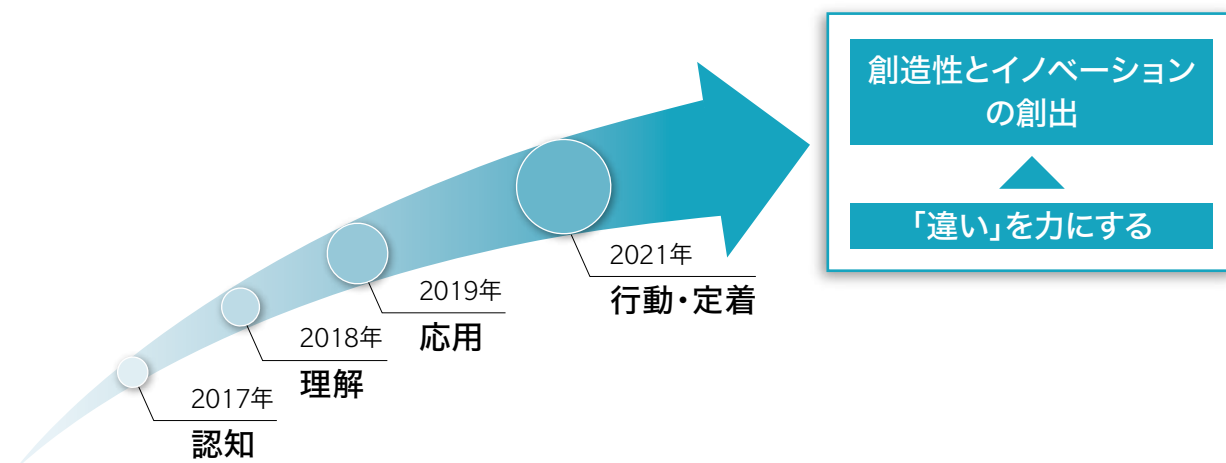 創造性とイノベーション
の創出
「違い」を力にする
2021年
行動・定着
2019年
応用
2018年
理解
2017年
認知